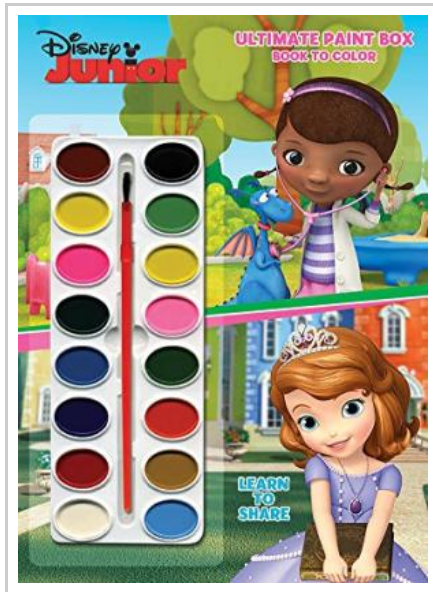 Disney
Junior
ULTIMATE PAINT BOX
BOOK TO COLOR
LEARN
TO
SHARE